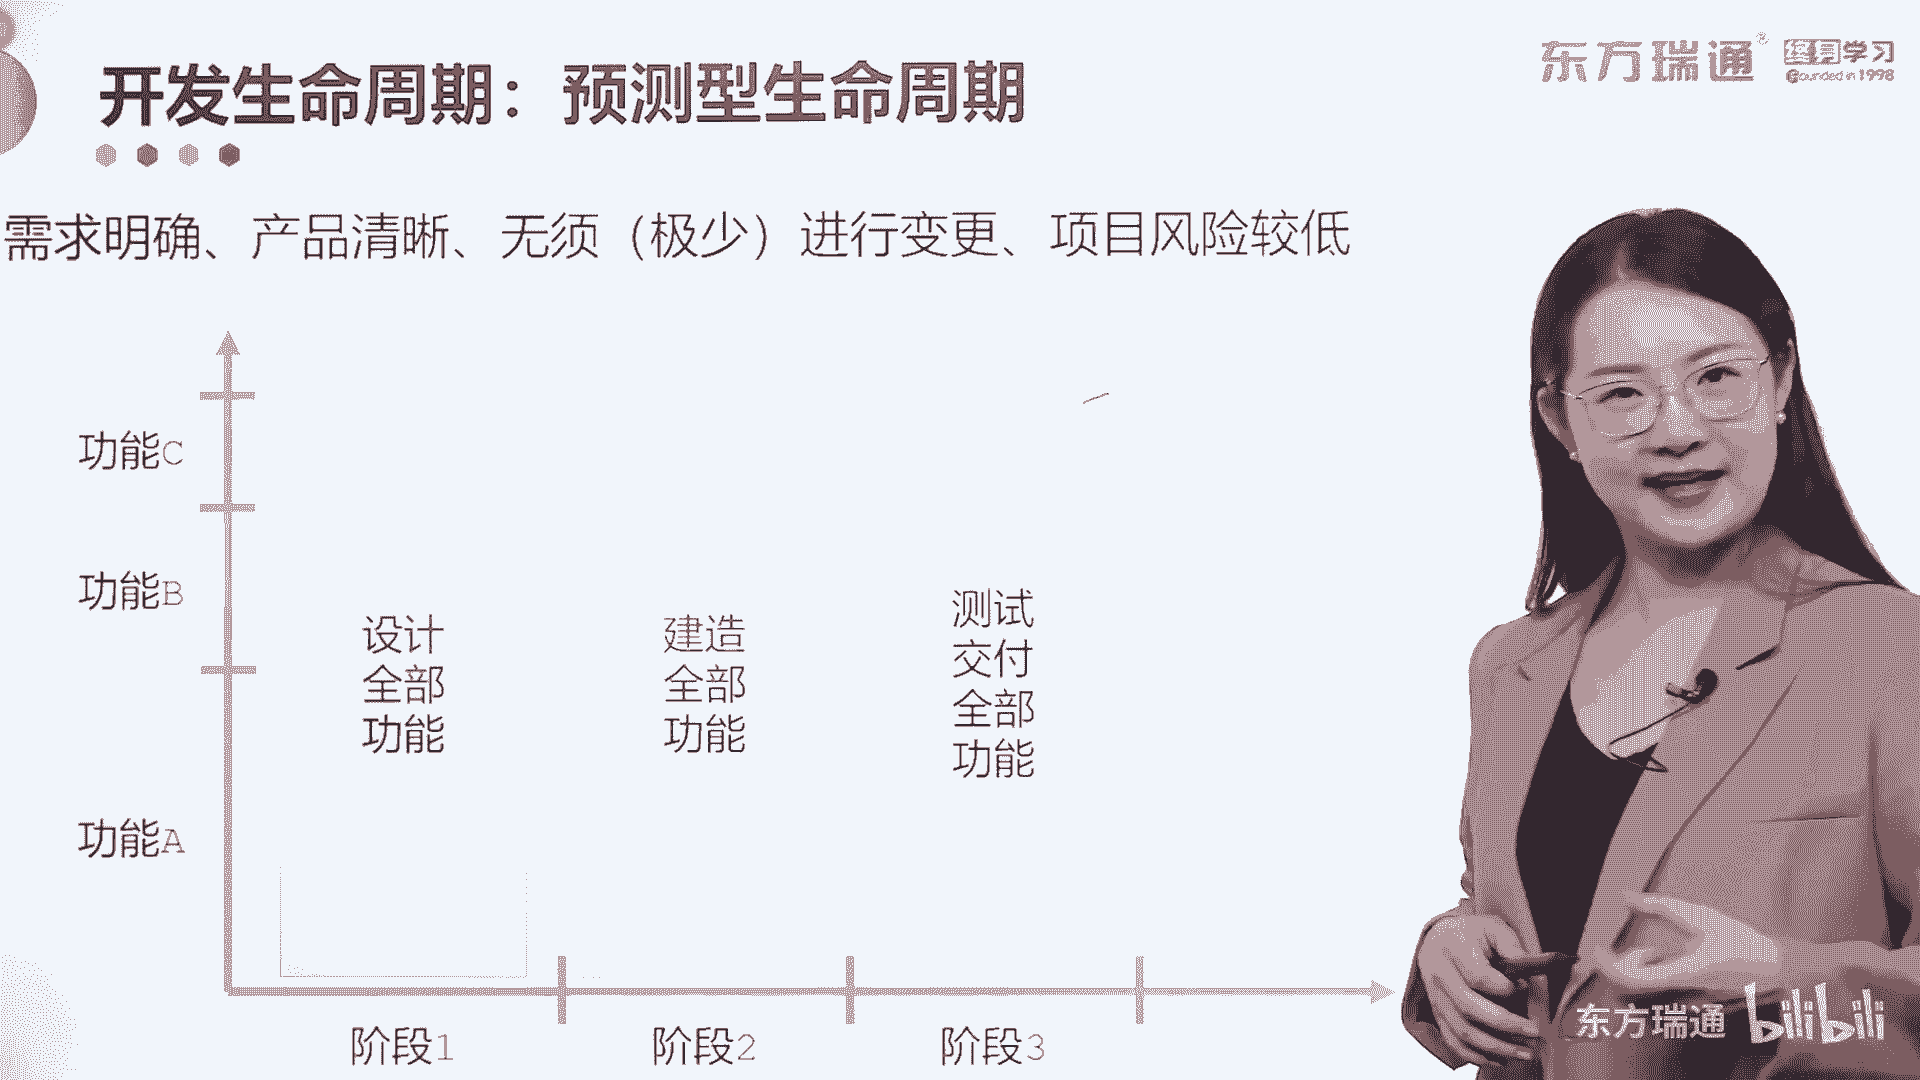 开发生命周期：预测型生命周期
东方瑞通
终身学习
Founded in 1998
需求明确、产品清晰、无须（极少）进行变更、项目风险较低
功能C
功能B
功能A
设计
全部
功能
建造
全部
功能
测试
交付
全部
功能
阶段1
阶段2
阶段3
东方瑞通
bilibili